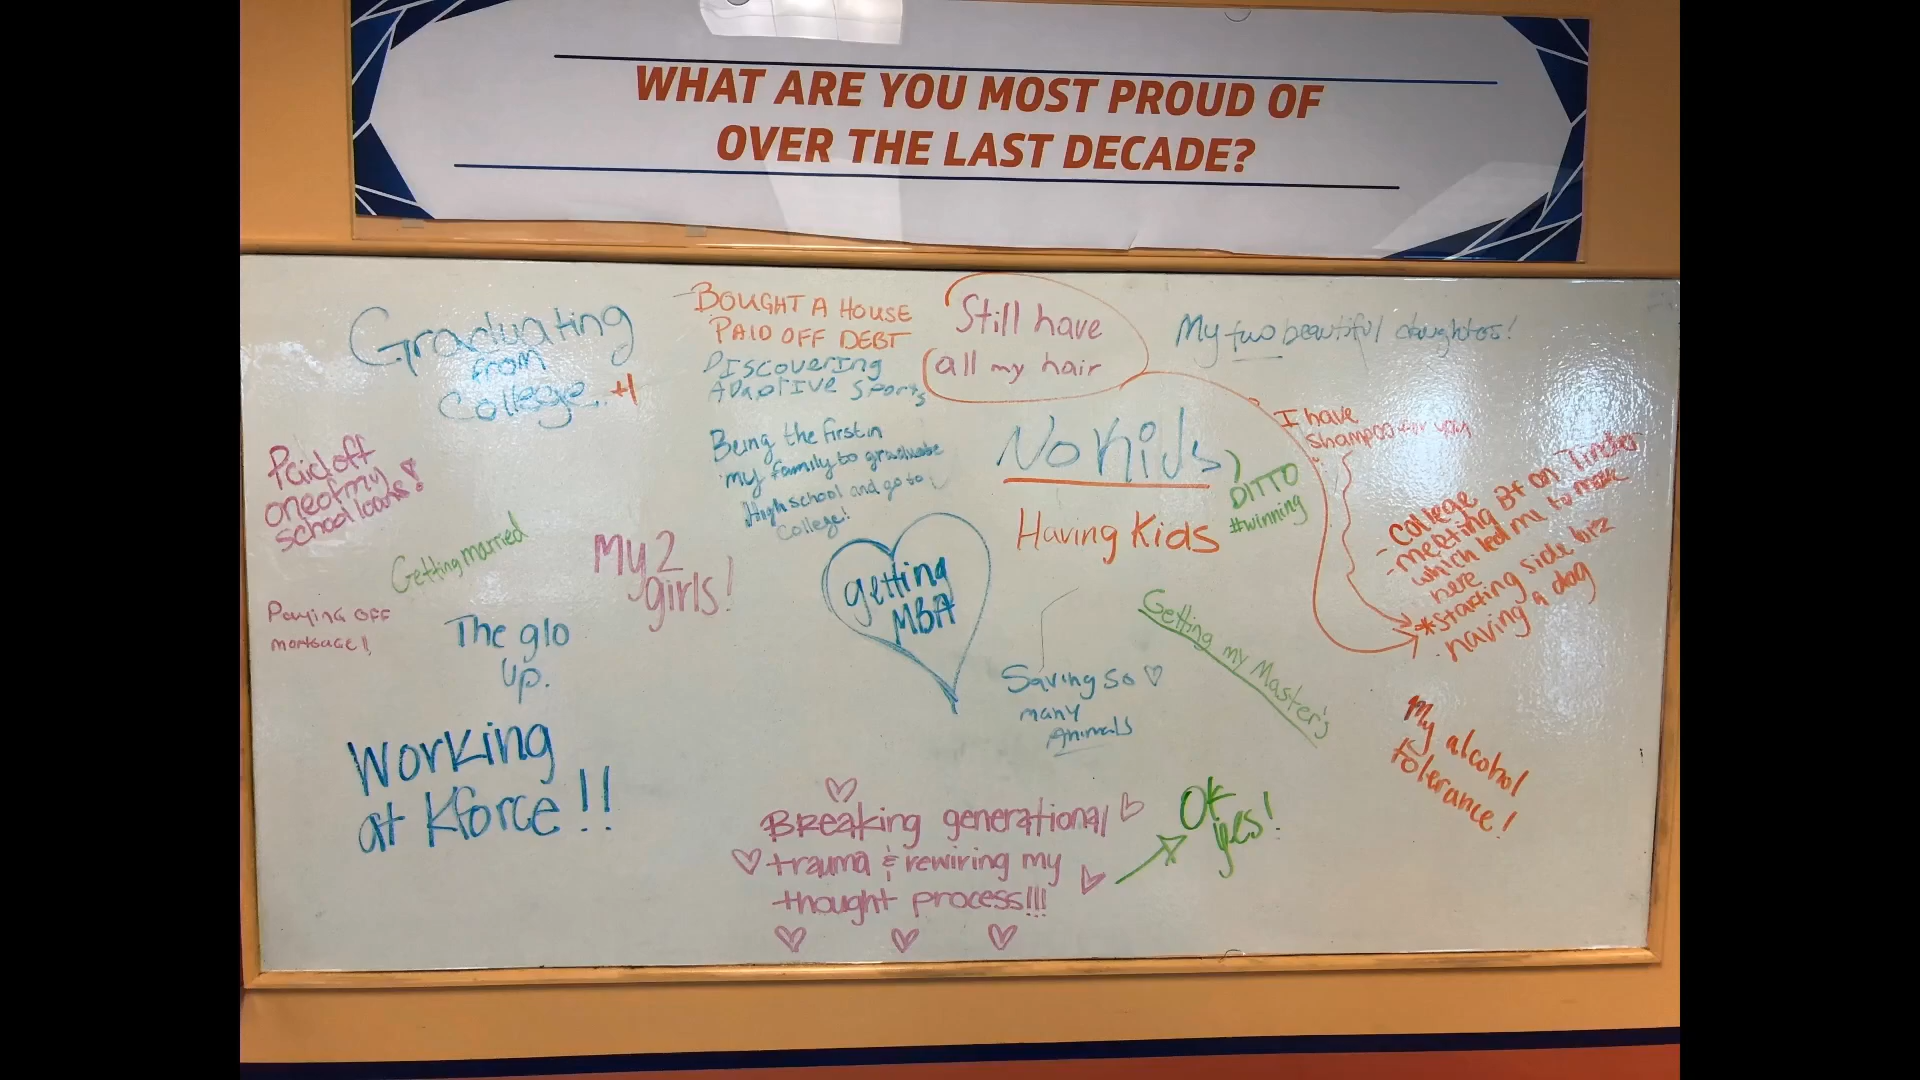 WHAT ARE YOU MOST PROUD OF
OVER THE LAST DECADE?
Graduating
from
College.. +1
BOUGHT A HOUSE
PAID OFF DEBT
DISCOVERING
ADAPTIVE SPORTS
Still have
all my hair
My two beautiful daughters!
I have
shampoo for you
Paid off
one of my
school loans!
Being the first in
my family to graduate
High school and go to
College!
No Kids
DITTO
#winning
Having Kids
- College
- meeting BF on Tinder
which led me to work
here
*starting side biz
- having a dog
Getting married
My 2
girls!
getting
MBA
Paying off
mortgage!
The glo
up.
Saving so
many
Animals
Getting my Master's
My alcohol
tolerance!
Working
at Kforce!!
Breaking generational
trauma & rewiring my
thought process!!!
OK
yes!